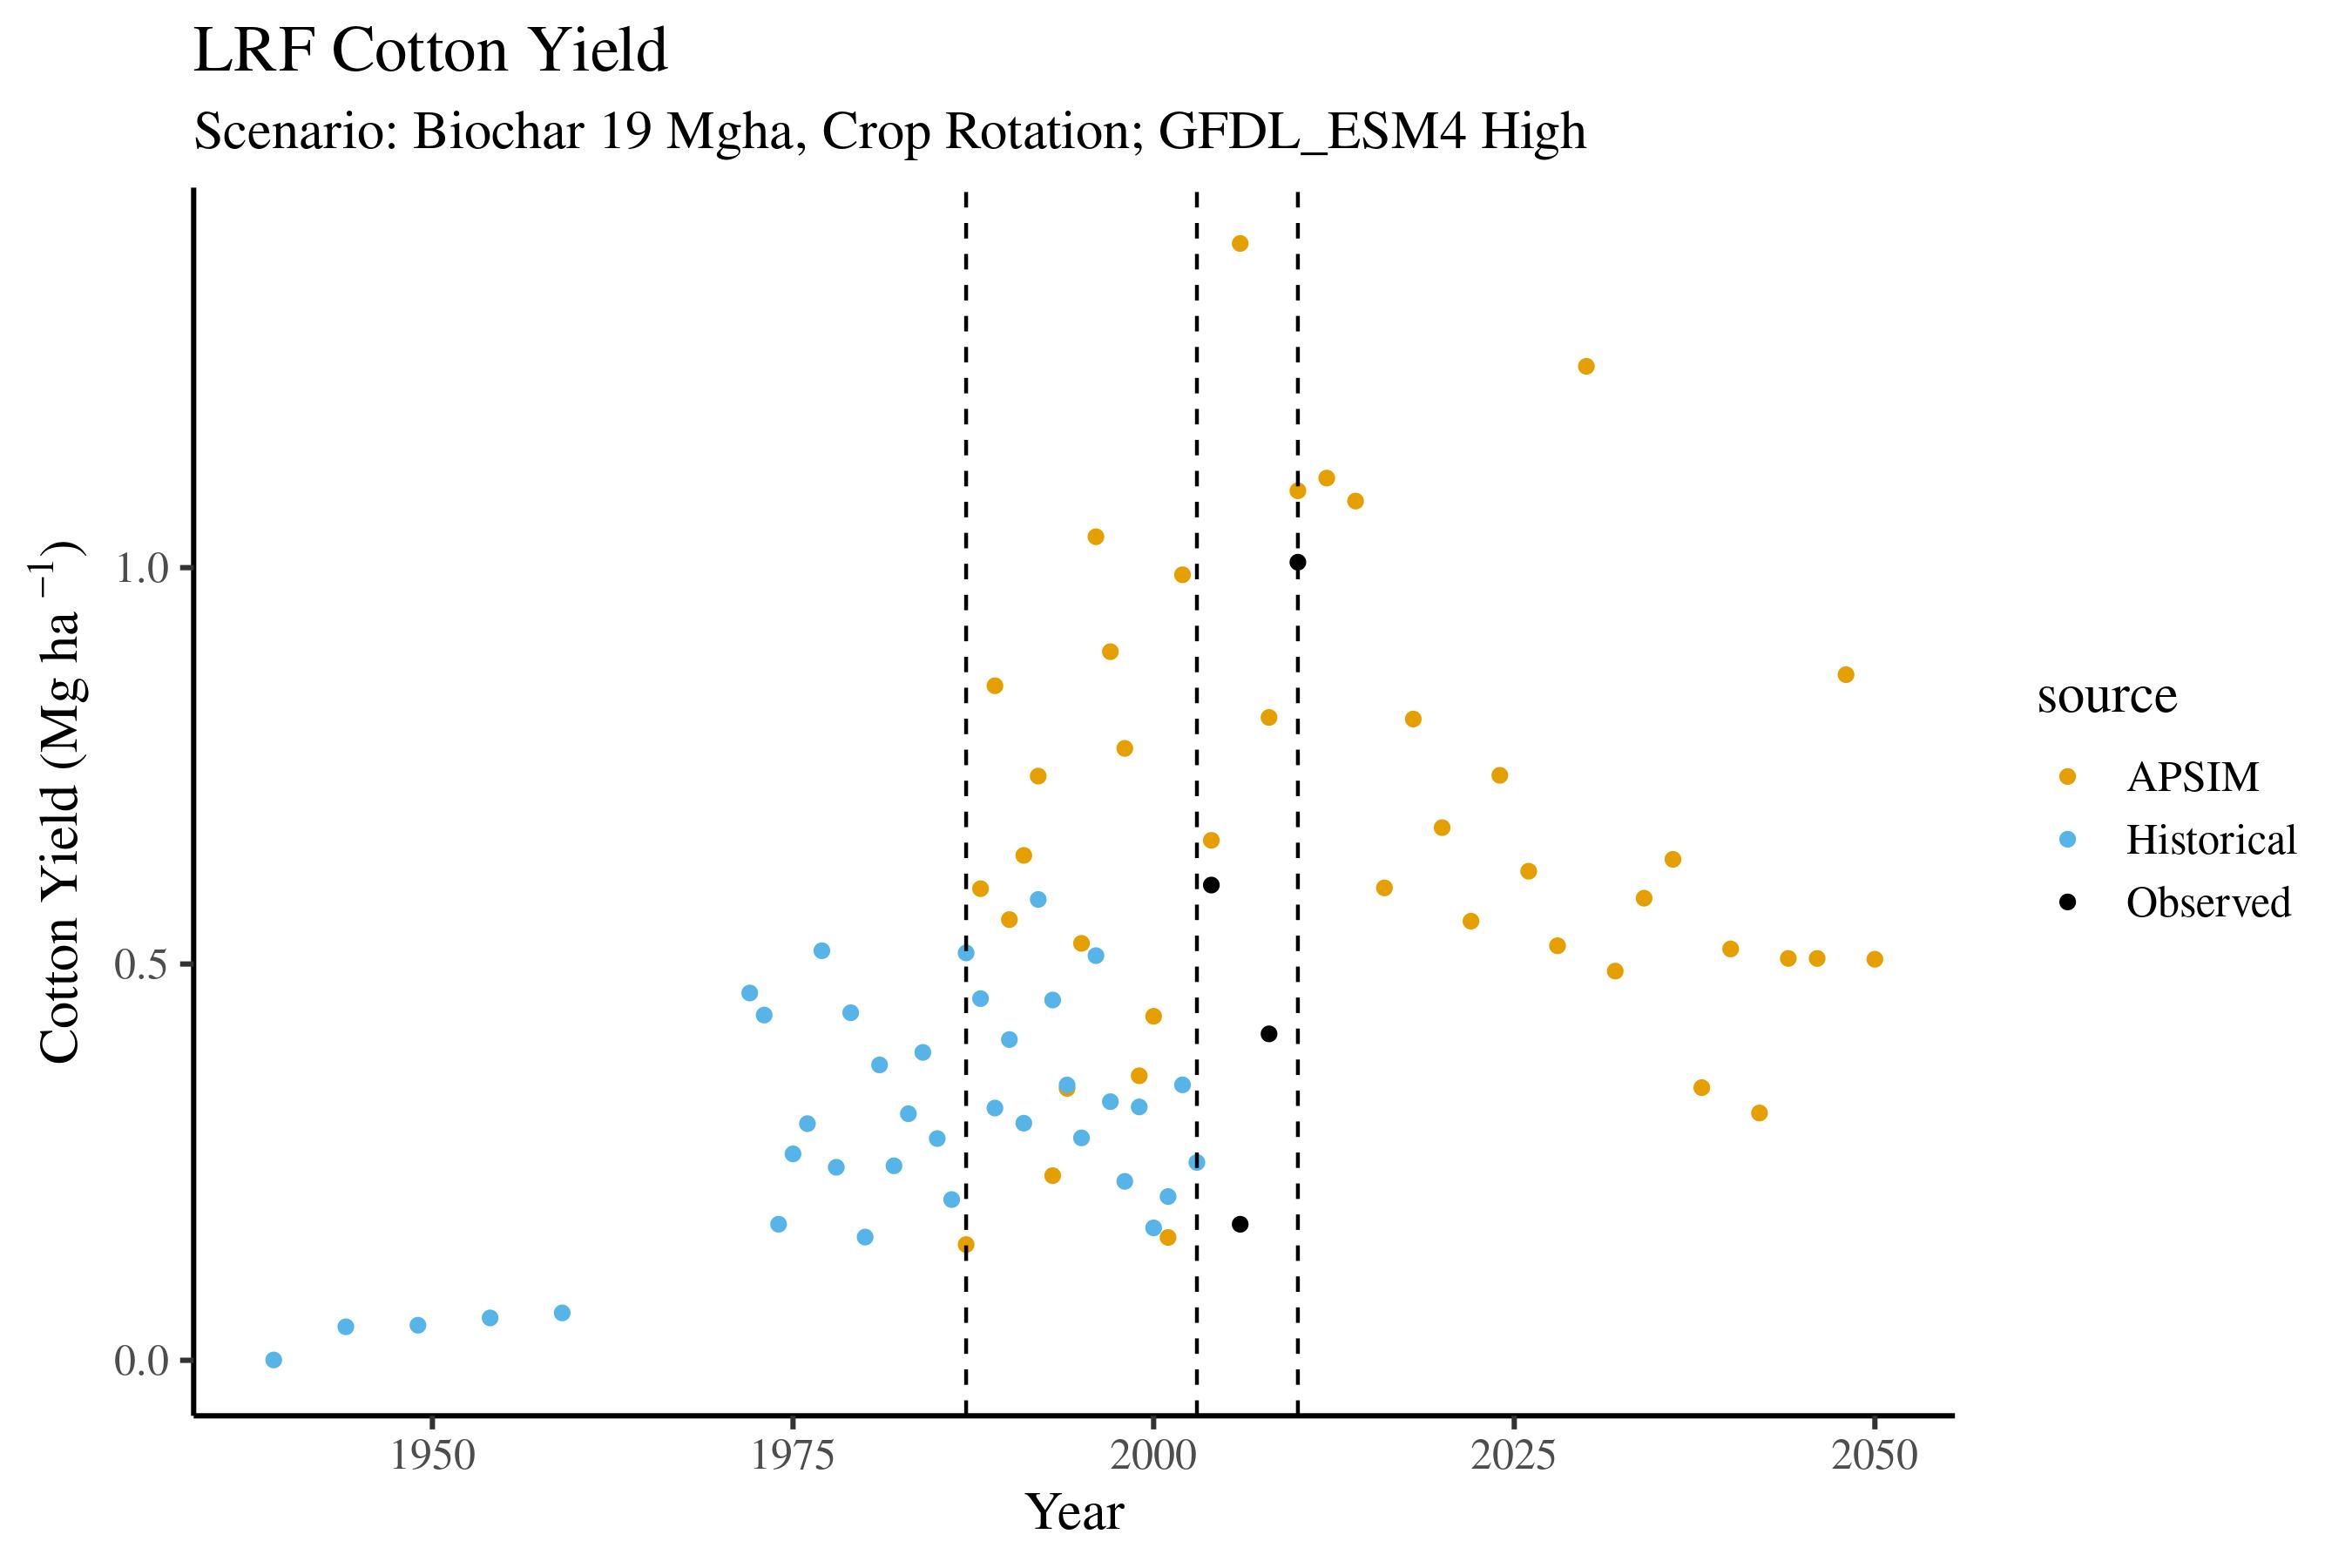 LRF Cotton Yield
Scenario: Biochar 19 Mgha, Crop Rotation; GFDL_ESM4 High
Cotton Yield (Mg ha⁻¹)
1.0
0.5
0.0
1950 1975 2000 2025 2050
Year
source
APSIM
Historical
Observed